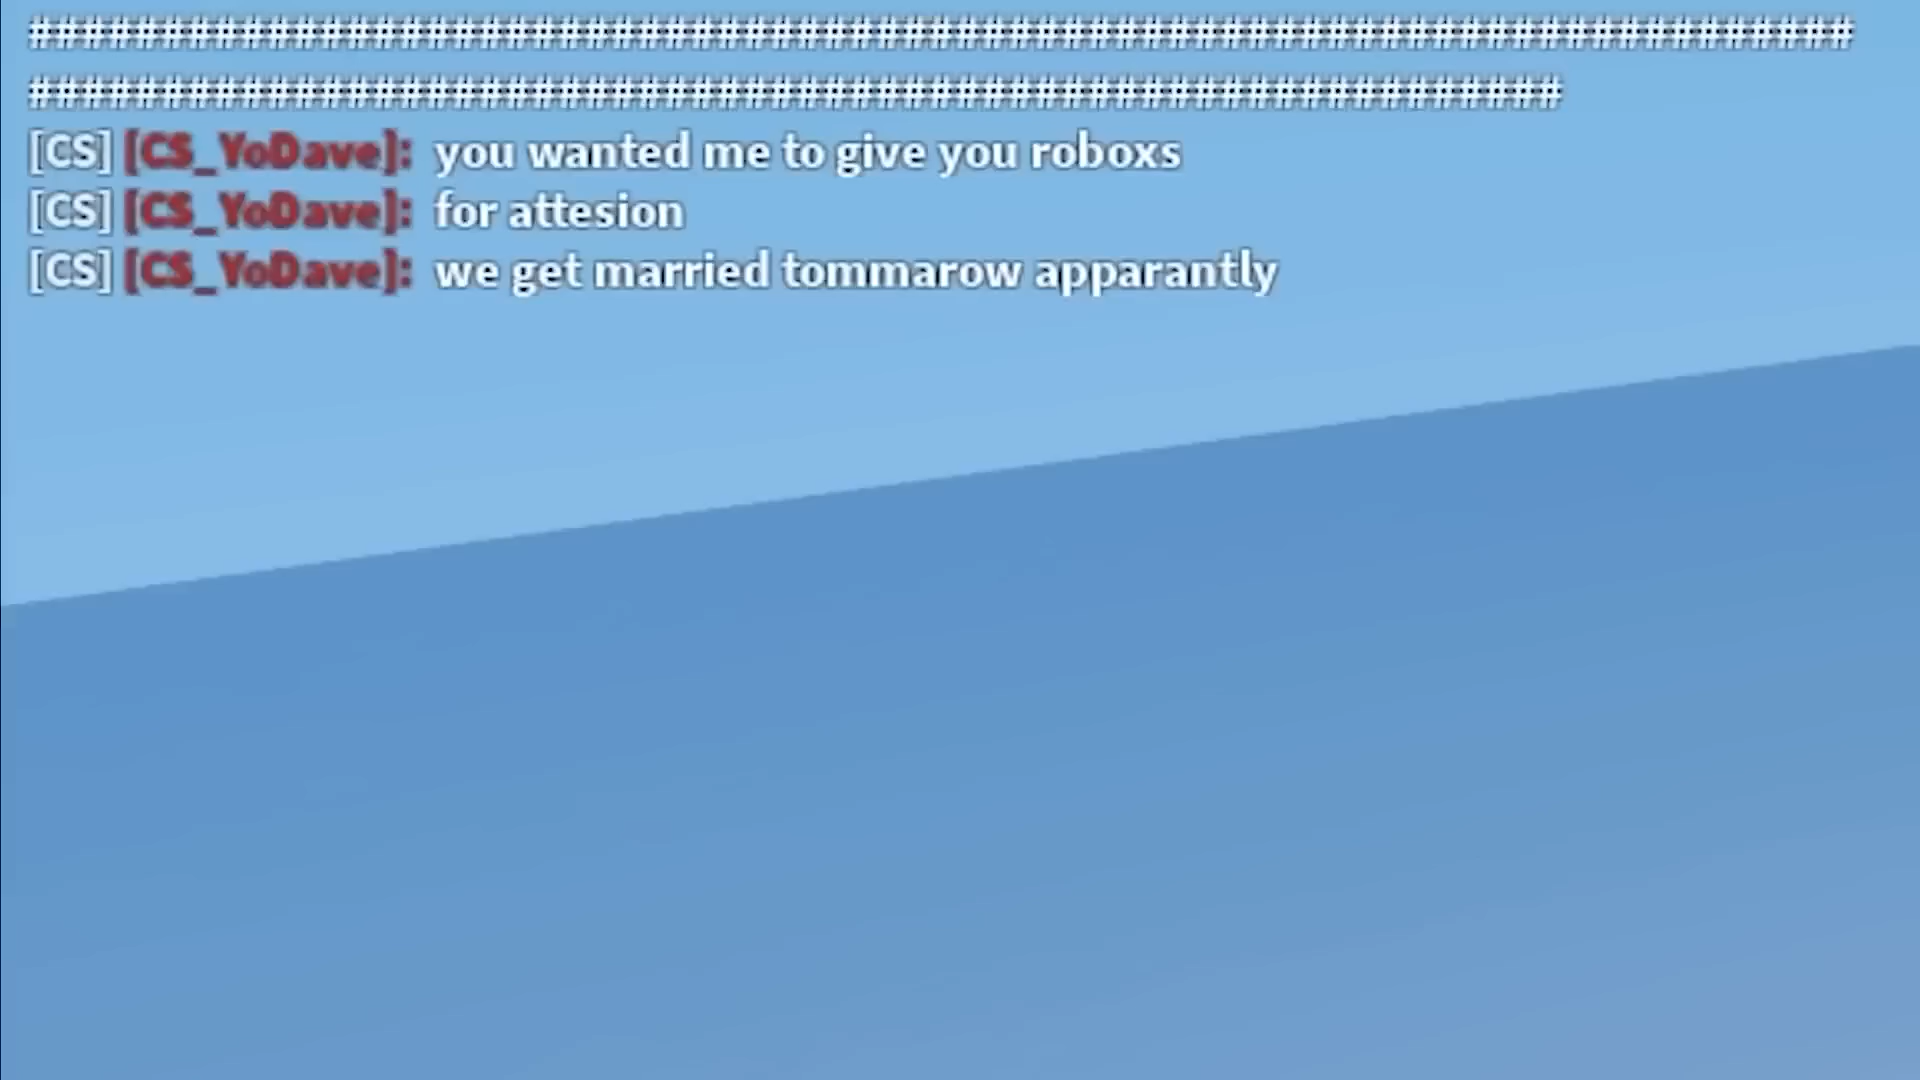 ###################################################################
########################################################
[CS] [CS_YoDave]: you wanted me to give you roboxs
[CS] [CS_YoDave]: for attesion
[CS] [CS_YoDave]: we get married tommarow apparantly